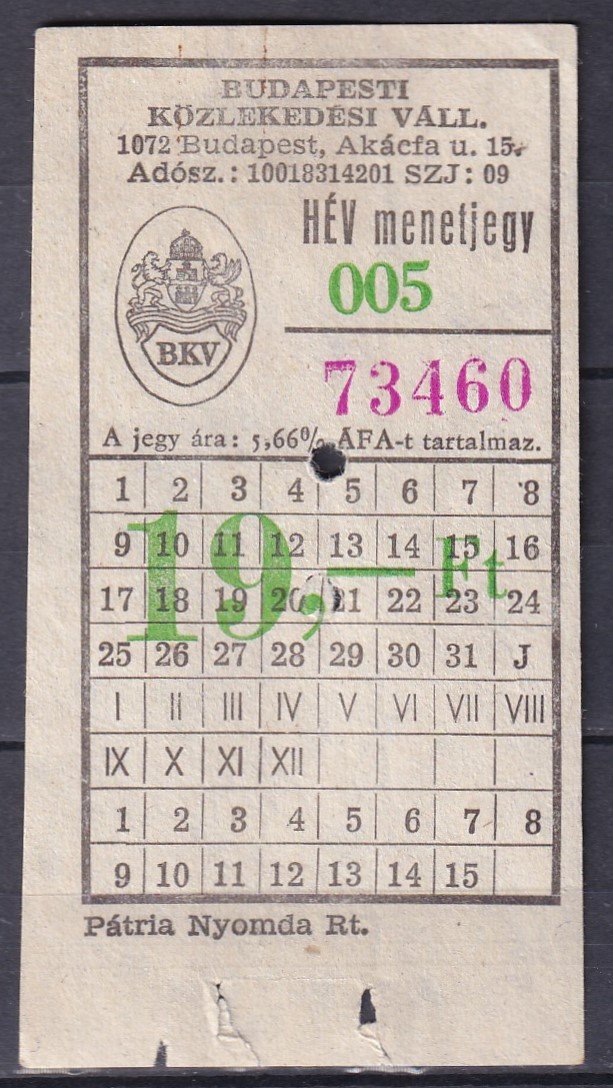 BUDAPESTI
KÖZLEKEDÉSI VÁLL.
1072 Budapest, Akácfa u. 15.
Adósz.: 10018314201 SZJ: 09
HÉV menetjegy
005
BKV
73460
A jegy ára: 5,66% ÁFA-t tartalmaz.
19,— Ft
1 2 3 4 5 6 7 8
9 10 11 12 13 14 15 16
17 18 19 20 21 22 23 24
25 26 27 28 29 30 31 J
I II III IV V VI VII VIII
IX X XI XII
1 2 3 4 5 6 7 8
9 10 11 12 13 14 15
Pátria Nyomda Rt.